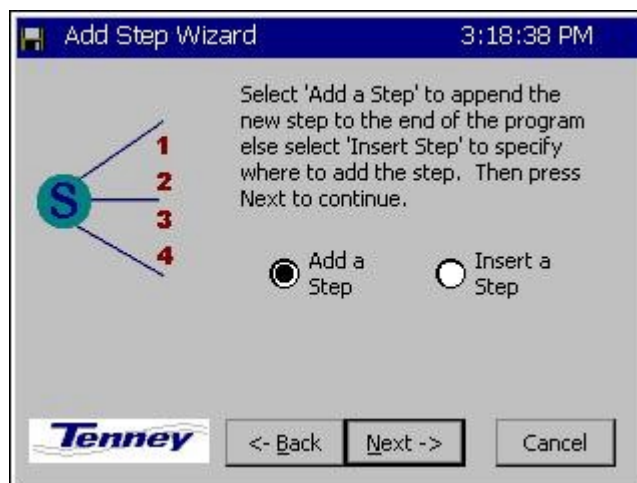 Add Step Wizard 3:18:38 PM
Select 'Add a Step' to append the
new step to the end of the program
else select 'Insert Step' to specify
where to add the step. Then press
Next to continue.
1
2
S
3
4
Add a
Step
Insert a
Step
Tenney
<- Back
Next ->
Cancel